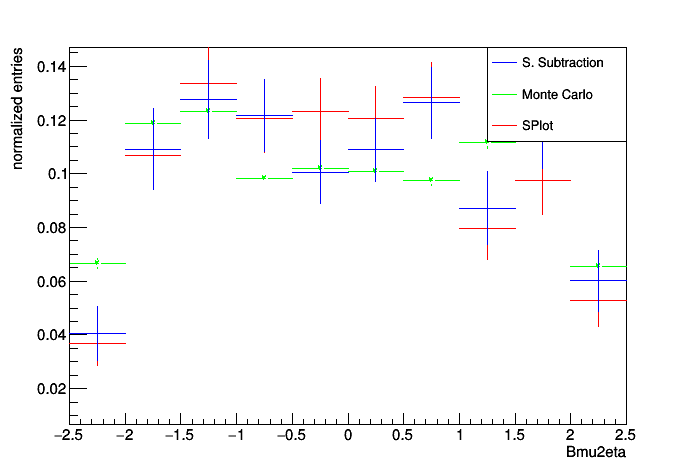 normalized entries
0.14
0.12
0.1
0.08
0.06
0.04
0.02
S. Subtraction
Monte Carlo
SPlot
−2.5 −2 −1.5 −1 −0.5 0 0.5 1 1.5 2 2.5
Bmu2eta